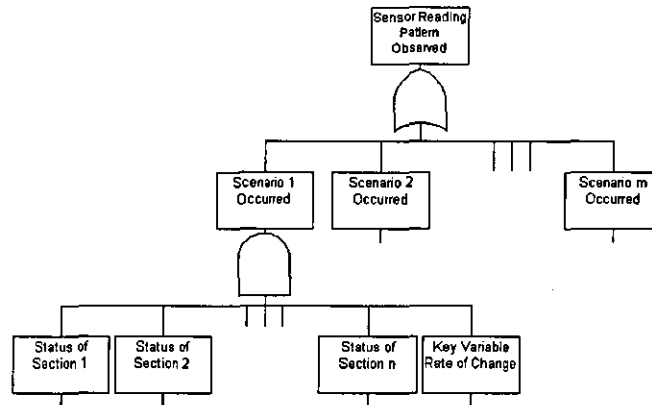 Sensor Reading
Pattern
Observed
Scenario 1
Occurred
Scenario 2
Occurred
Scenario m
Occurred
Status of
Section 1
Status of
Section 2
Status of
Section n
Key Variable
Rate of Change